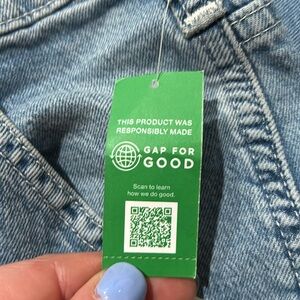 THIS PRODUCT WAS
RESPONSIBLY MADE
GAP FOR
GOOD
Scan to learn
how we do good.